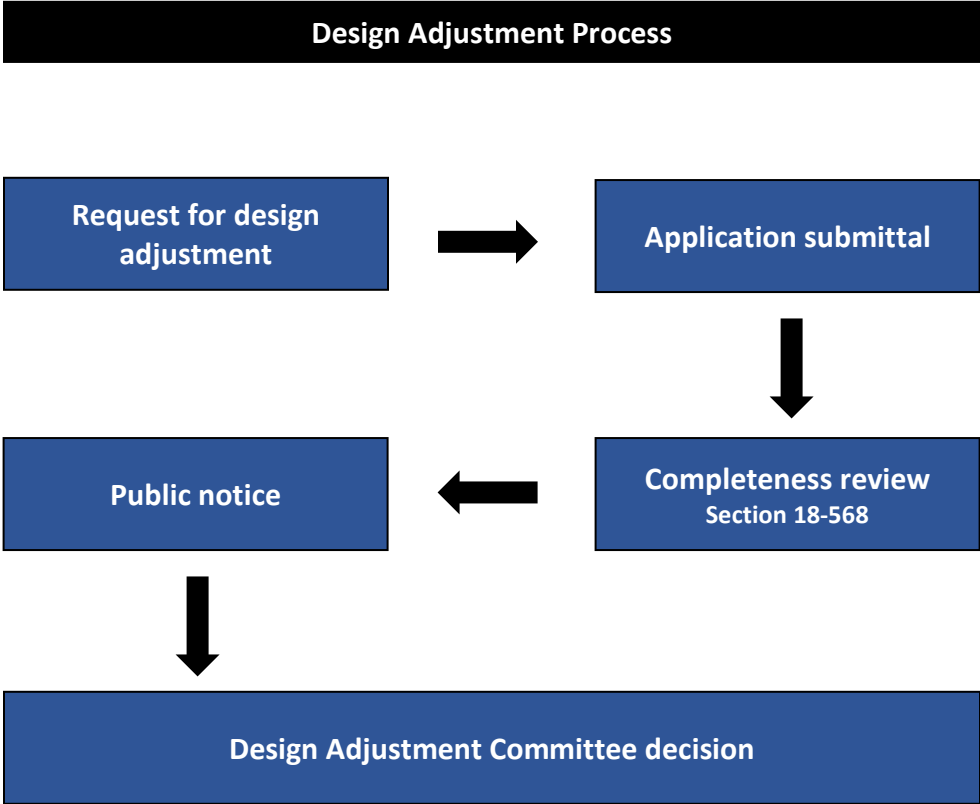 Design Adjustment Process
Request for design
adjustment
Application submittal
Completeness review
Section 18-568
Public notice
Design Adjustment Committee decision